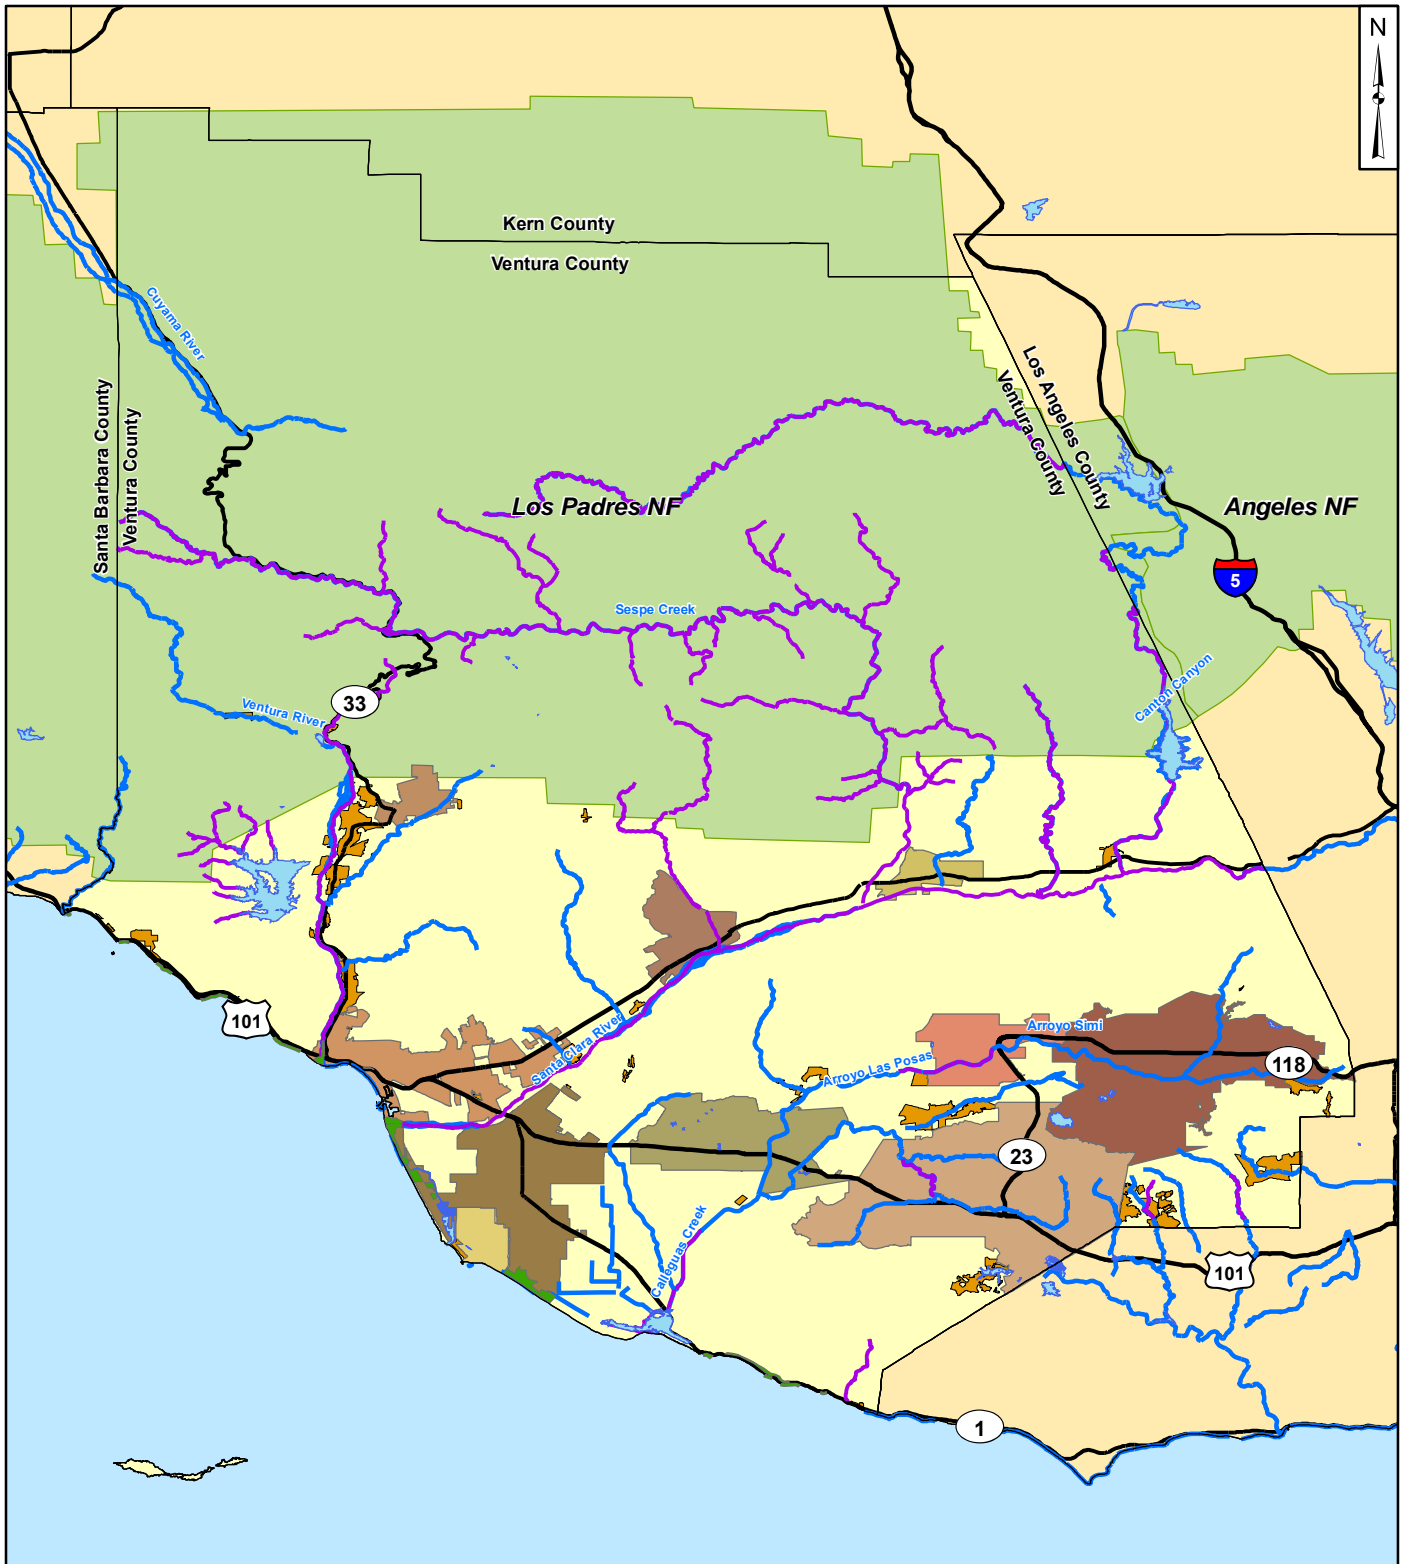 N
Kern County
Ventura County
Cuyama River
Los Angeles County
Ventura County
Santa Barbara County
Ventura County
Los Padres NF
Angeles NF
5
Sespe Creek
Canton Canyon
33
Ventura River
101
Santa Clara River
Arroyo Simi
Arroyo Las Posas
118
23
Calleguas Creek
101
1